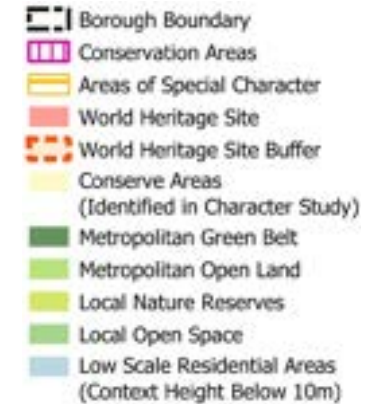 Borough Boundary
Conservation Areas
Areas of Special Character
World Heritage Site
World Heritage Site Buffer
Conserve Areas
(Identified in Character Study)
Metropolitan Green Belt
Metropolitan Open Land
Local Nature Reserves
Local Open Space
Low Scale Residential Areas
(Context Height Below 10m)